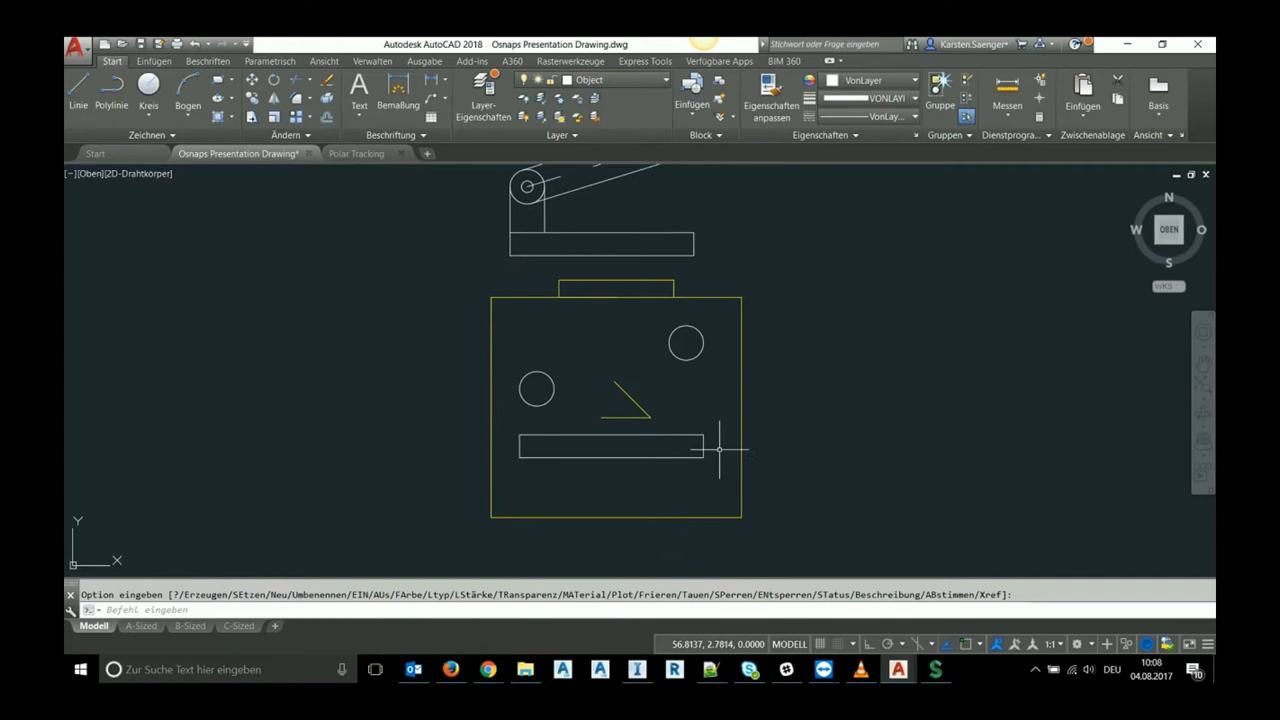 Autodesk AutoCAD 2018 Osnaps Presentation Drawing.dwg
Stichwort oder Frage eingeben
Karsten.Saenger
Start Einfügen Beschriften Parametrisch Ansicht Verwalten Ausgabe Add-ins A360 Rasterwerkzeuge Express Tools Verfügbare Apps BIM 360
Object
VonLayer
VONLAYI
VonLay...
Linie Polylinie Kreis Bogen
Text Bemaßung
Layer-
Eigenschaften
Einfügen
Eigenschaften
anpassen
Gruppe
Messen
Einfügen
Basis
Zeichnen Ändern Beschriftung Layer Block Eigenschaften Gruppen Dienstprogra... Zwischenablage Ansicht
Start Osnaps Presentation Drawing* Polar Tracking
[−][Oben][2D-Drahtkörper]
N
W OBEN O
S
WKS
Y
X
Option eingeben [?/Erzeugen/SEtzen/Neu/Umbenennen/EIN/AUs/FArbe/Ltyp/LStärke/TRansparenz/MATerial/Plot/Frieren/Tauen/SPerren/ENtsperren/STatus/Beschreibung/ABstimmen/Xref]:
Befehl eingeben
Modell A-Sized B-Sized C-Sized
56.8137, 2.7814, 0.0000 MODELL 1:1
Zur Suche Text hier eingeben
DEU
10:08
04.08.2017
10